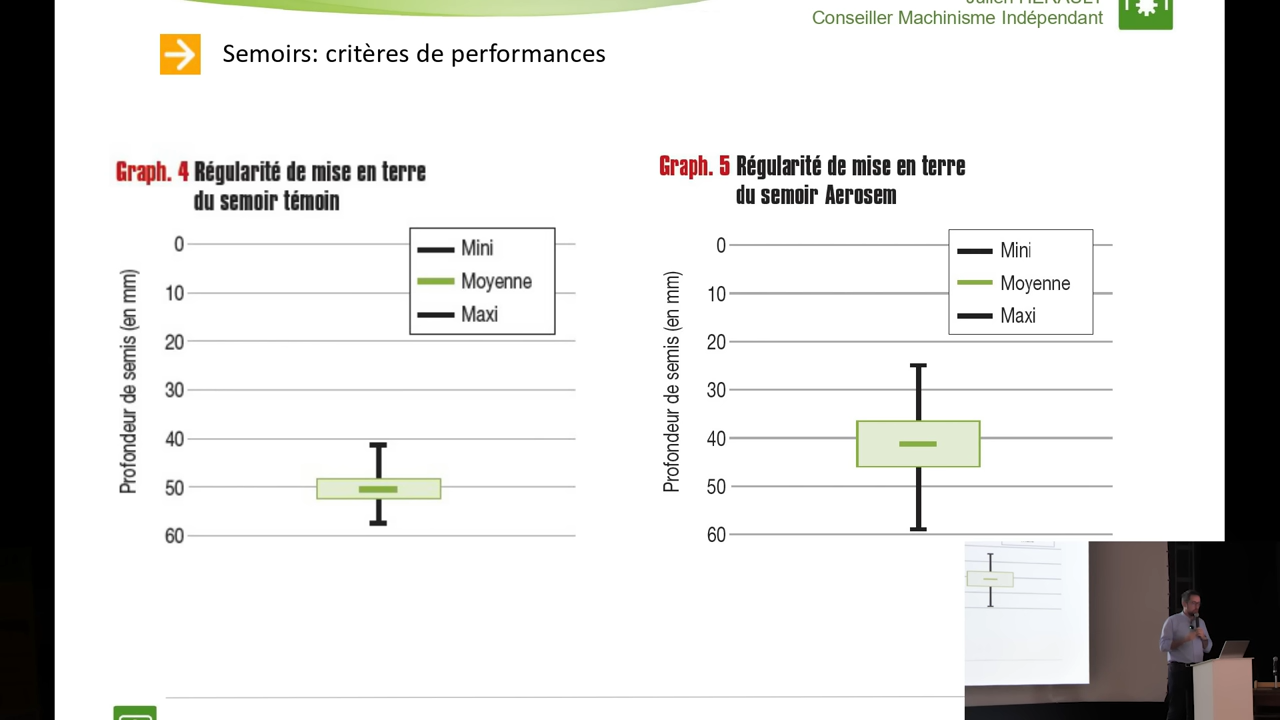 Conseiller Machinisme Indépendant
Semoirs: critères de performances
Graph. 4 Régularité de mise en terre
du semoir témoin
Mini
Moyenne
Maxi
Profondeur de semis (en mm)
0
10
20
30
40
50
60
Graph. 5 Régularité de mise en terre
du semoir Aerosem
Mini
Moyenne
Maxi
Profondeur de semis (en mm)
0
10
20
30
40
50
60